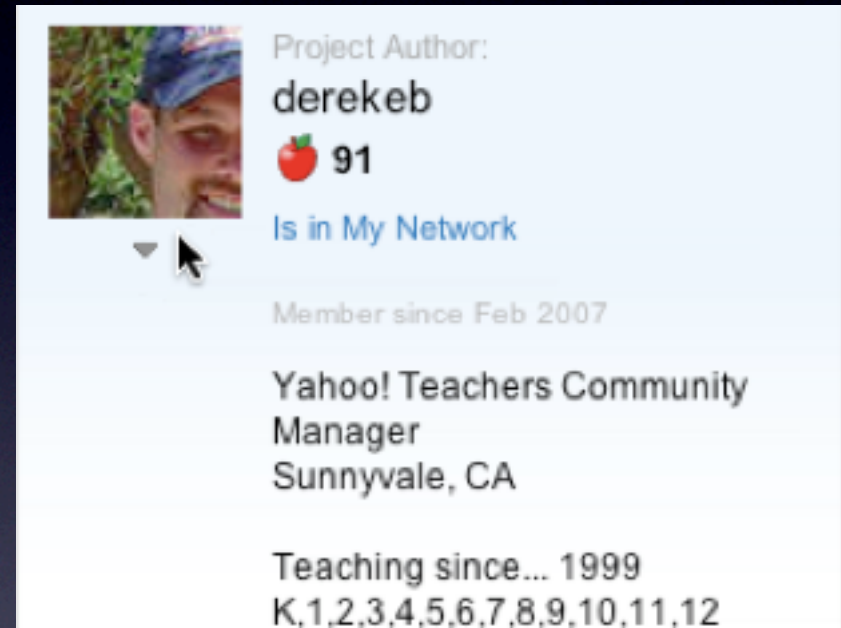 Project Author:
derekeb
91
Is in My Network
Member since Feb 2007
Yahoo! Teachers Community
Manager
Sunnyvale, CA
Teaching since... 1999
K,1,2,3,4,5,6,7,8,9,10,11,12